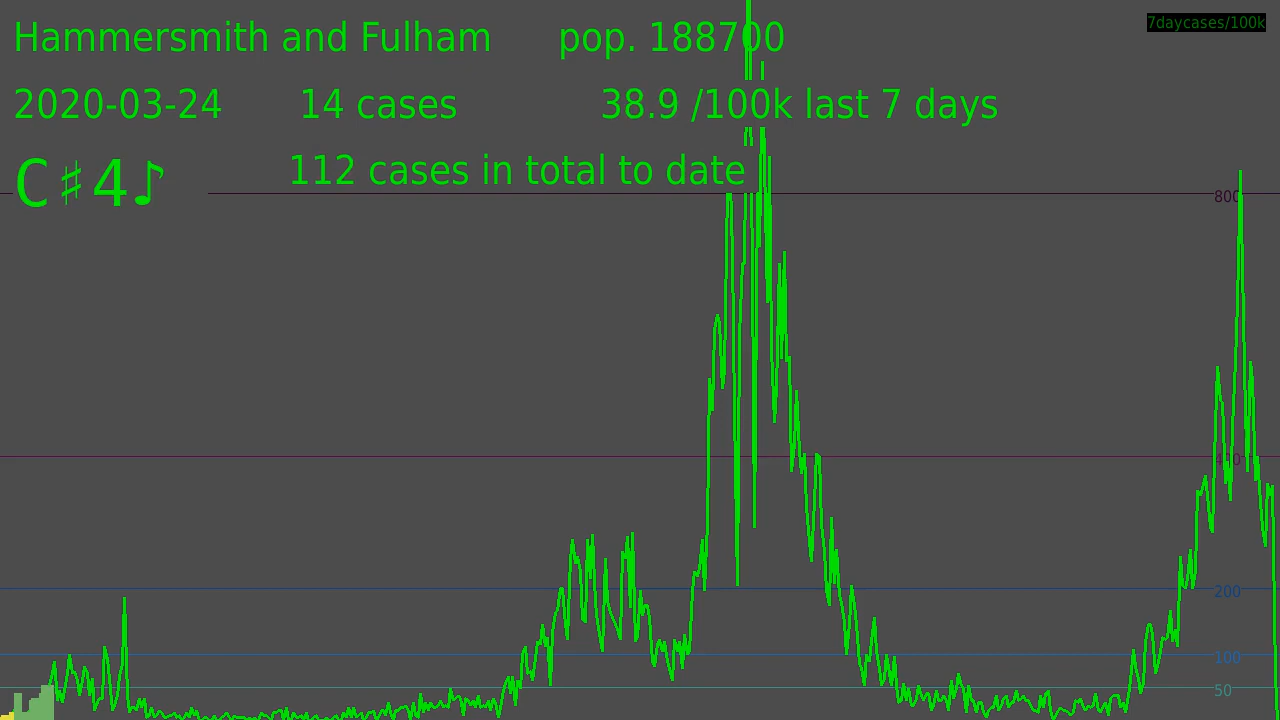 Hammersmith and Fulham pop. 188700
7daycases/100k
2020-03-24 14 cases 38.9 /100k last 7 days
C♯4♪ 112 cases in total to date
800
400
200
100
50